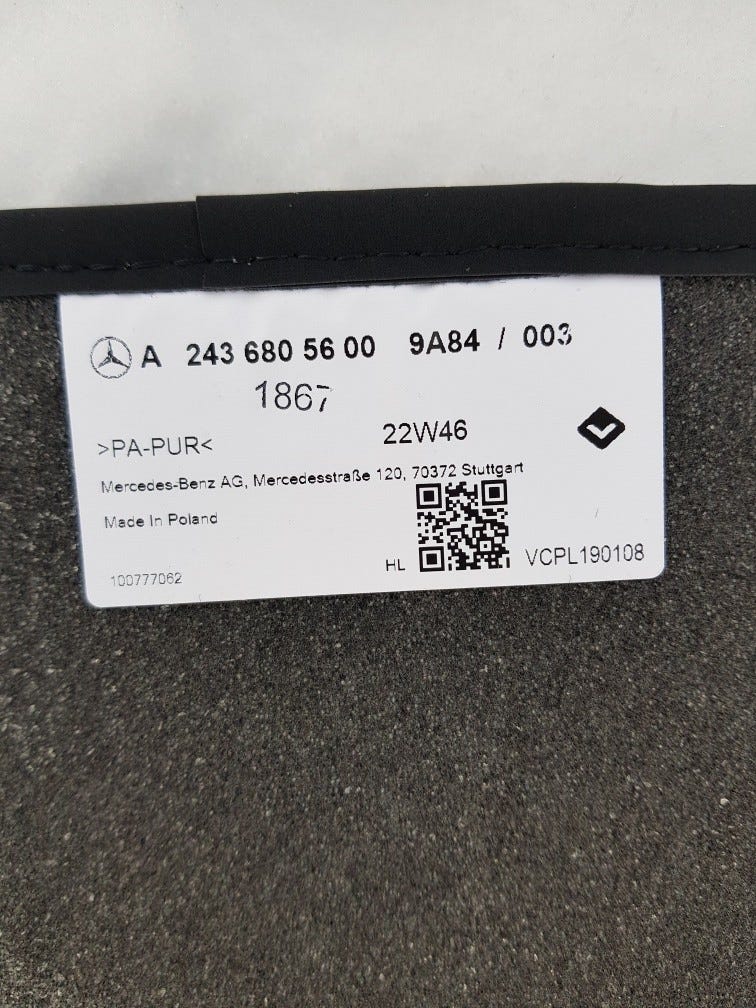 A 243 680 56 00 9A84 / 003
1867
>PA-PUR<
22W46
Mercedes-Benz AG, Mercedesstraße 120, 70372 Stuttgart
Made In Poland
100777062
HL
VCPL190108